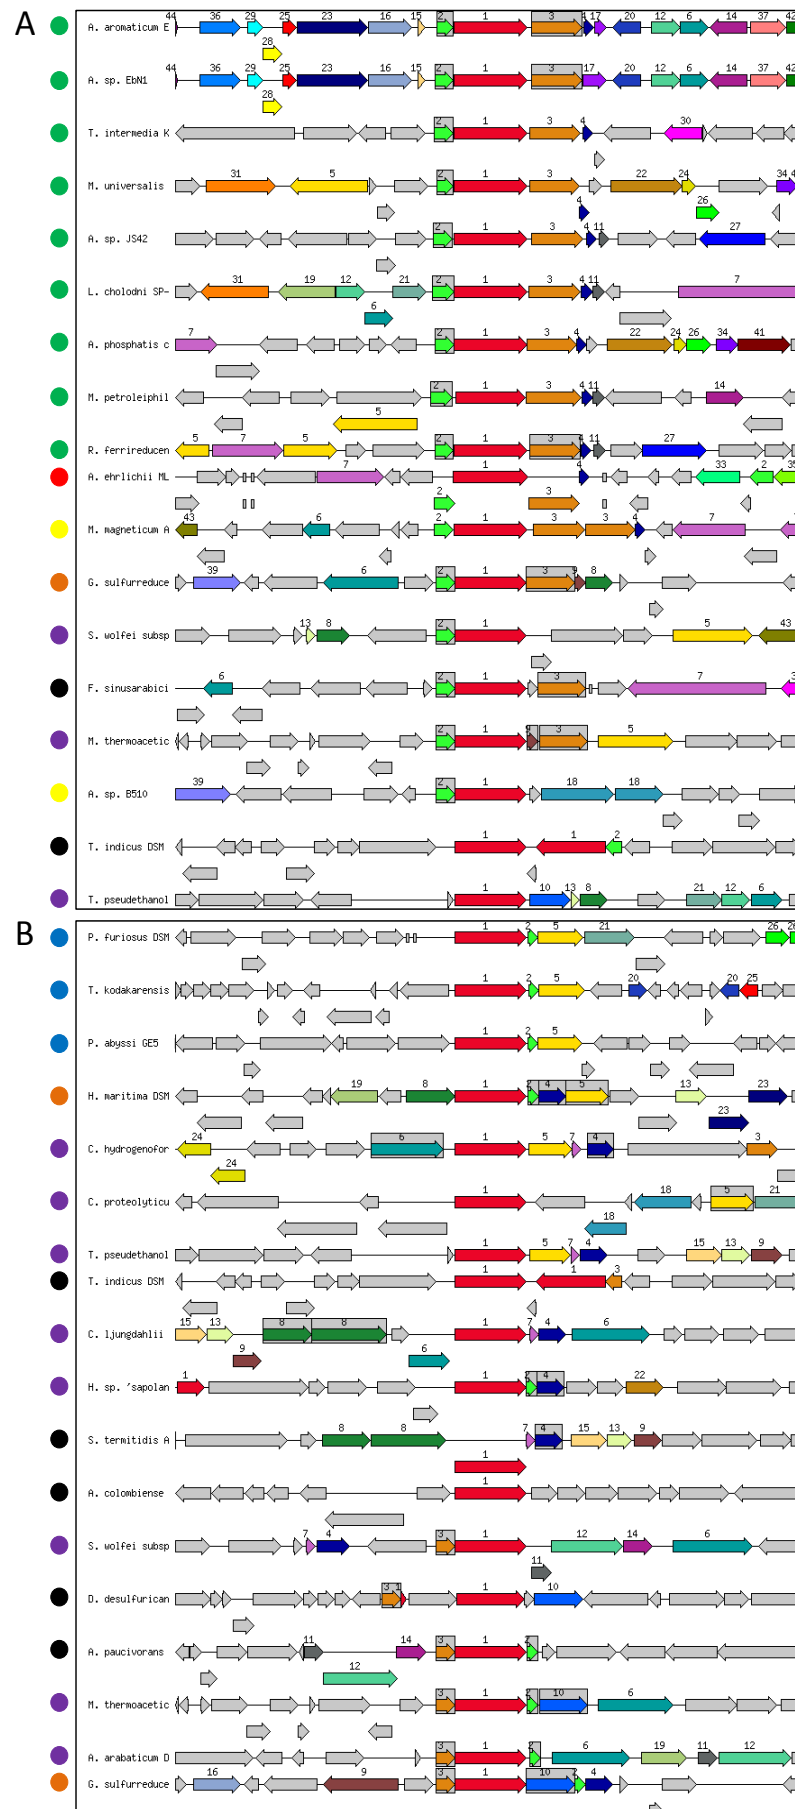 A
44 36 29 25 23 16 15 2 1 3 4 17 20 12 6 14 37 42
A. aromaticum E
28
44 36 29 25 23 16 15 2 1 3 17 20 12 6 14 37 42
A. sp. EbN1
28
2 1 3 4 30
T. intermedia K
31 5 2 1 3 22 24 34
M. universalis
4 26
2 1 3 4 11 27
A. sp. JS42
31 19 12 21 2 1 3 4 11 7
L. cholodni SP-
6
7 2 1 3 4 22 24 26 34 41
A. phosphatis c
2 1 3 4 11 14
M. petroleiphil
5
5 7 5 2 1 3 4 11 27
R. ferrireducen
7 1 4 33 2 35
A. ehrlichii ML
2 3
43 6 2 1 3 3 4 7
M. magneticum A
39 6 2 1 3 9 8
G. sulfurreduce
13 8 2 1 5 43
S. wolfei subsp
6 2 1 3 7 3
F. sinusarabici
2 1 9 3 5
M. thermoacetic
39 2 1 18 18
A. sp. B510
1 1 2
T. indicus DSM
1 10 13 8 21 12 6
T. pseudethanol
B
1 2 5 21 26 26
P. furiosus DSM
1 2 5 20 20 25
T. kodakarensis
1 2 5
P. abyssi GE5
19 8 1 2 4 5 13 23
H. maritima DSM
23
24 6 1 5 7 4 3
C. hydrogenofor
24
1 18 5 21
C. proteolyticu
18
1 5 7 4 15 13 9
T. pseudethanol
1 1 3
T. indicus DSM
15 13 8 8 1 7 4 6
C. ljungdahlii
9 6
1 1 2 4 22
H. sp. 'sapolan
8 8 7 4 15 13 9
S. termitidis A
1
A. colombiense
7 4 3 1 12 14 6
S. wolfei subsp
11
3 1 1 10
D. desulfurican
11 14 3 1 2
A. paucivorans
12
3 1 2 10 6
M. thermoacetic
3 1 2 6 19 11 12
A. arabaticum D
16 9 3 1 10 2 4
G. sulfurreduce